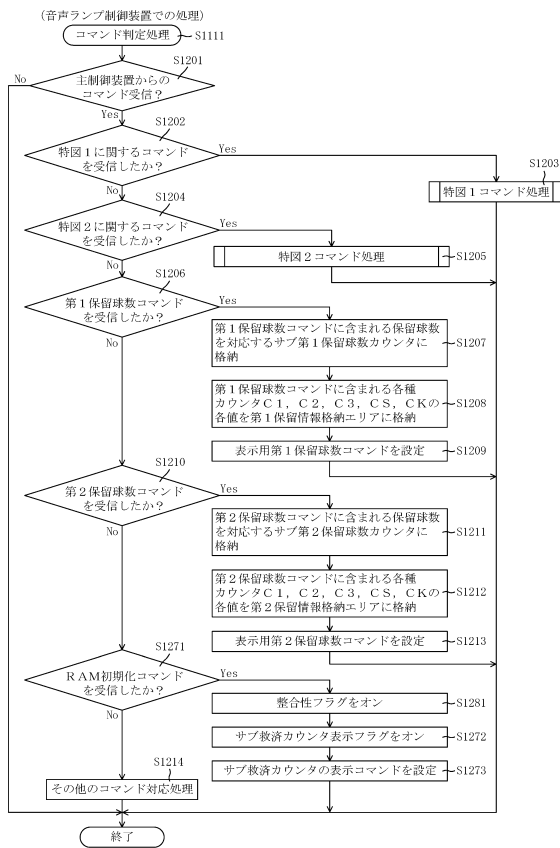 (音声ランプ制御装置での処理)
コマンド判定処理
S1111
S1201
主制御装置からの
コマンド受信？
No
Yes
S1202
特図１に関するコマンド
を受信したか？
Yes
No
S1203
特図１コマンド処理
S1204
特図２に関するコマンド
を受信したか？
Yes
No
特図２コマンド処理
S1205
S1206
第１保留球数コマンド
を受信したか？
Yes
No
第１保留球数コマンドに含まれる保留球数
を対応するサブ第１保留球数カウンタに
格納
S1207
第１保留球数コマンドに含まれる各種
カウンタＣ１，Ｃ２，Ｃ３，ＣＳ，ＣＫの
各値を第１保留情報格納エリアに格納
S1208
表示用第１保留球数コマンドを設定
S1209
S1210
第２保留球数コマンド
を受信したか？
Yes
No
第２保留球数コマンドに含まれる保留球数
を対応するサブ第２保留球数カウンタに
格納
S1211
第２保留球数コマンドに含まれる各種
カウンタＣ１，Ｃ２，Ｃ３，ＣＳ，ＣＫの
各値を第２保留情報格納エリアに格納
S1212
表示用第２保留球数コマンドを設定
S1213
S1271
ＲＡＭ初期化コマンド
を受信したか？
Yes
No
整合性フラグをオン
S1281
サブ救済カウンタ表示フラグをオン
S1272
サブ救済カウンタの表示コマンドを設定
S1273
S1214
その他のコマンド対応処理
終了